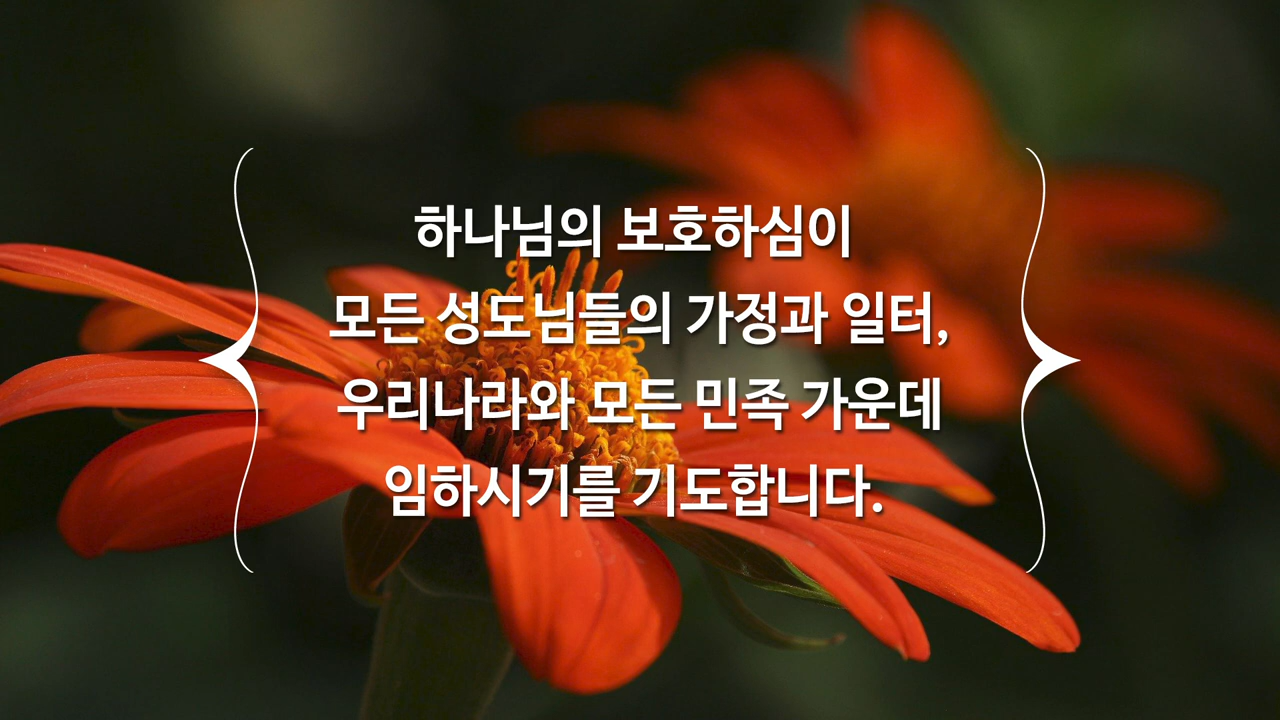 하나님의 보호하심이
모든 성도님들의 가정과 일터,
우리나라와 모든 민족 가운데
임하시기를 기도합니다.